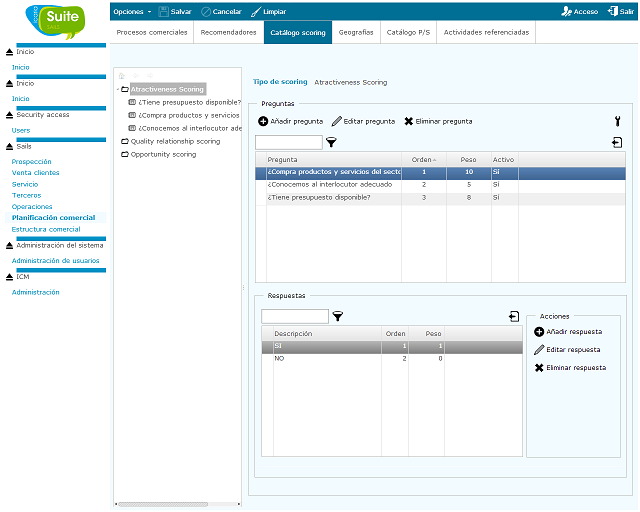 Suite
Opciones
Salvar
Cancelar
Limpiar
Acceso
Salir
Procesos comerciales
Recomendadores
Catálogo scoring
Geografías
Catálogo P/S
Actividades referenciadas
Inicio
Inicio
Inicio
Inicio
Security access
Users
Sails
Prospección
Venta clientes
Servicio
Terceros
Operaciones
Planificación comercial
Estructura comercial
Administración del sistema
Administración de usuarios
ICM
Administración
Atractiveness Scoring
¿Tiene presupuesto disponible?
¿Compra productos y servicios
¿Conocemos al interlocutor ade
Quality relationship scoring
Opportunity scoring
Tipo de scoring Atractiveness Scoring
Preguntas
Añadir pregunta
Editar pregunta
Eliminar pregunta
Pregunta Orden Peso Activo
¿Compra productos y servicios del secto 1 10 Sí
¿Conocemos al interlocutor adecuado 2 5 Sí
¿Tiene presupuesto disponible? 3 8 Sí
Respuestas
Descripción Orden Peso
SI 1 1
NO 2 0
Acciones
Añadir respuesta
Editar respuesta
Eliminar respuesta